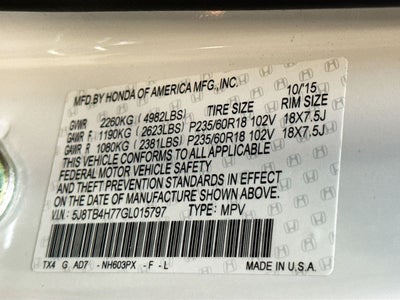 MFD. BY HONDA OF AMERICA MFG., INC. 10/'15
TIRE SIZE RIM SIZE
GVWR 2260KG (4982LBS)
GAWR F 1190KG (2623LBS) P235/60R18 102V 18X7.5J
GAWR R 1080KG (2381LBS) P235/60R18 102V 18X7.5J
THIS VEHICLE CONFORMS TO ALL APPLICABLE
FEDERAL MOTOR VEHICLE SAFETY
AND THEFT PREVENTION STANDARDS IN EFFECT
ON THE DATE OF MANUFACTURE SHOWN ABOVE.
5J8TB4H77GL015797 TYPE: MPV
TX4 G AD7 - NH603PX - F - L MADE IN U.S.A.